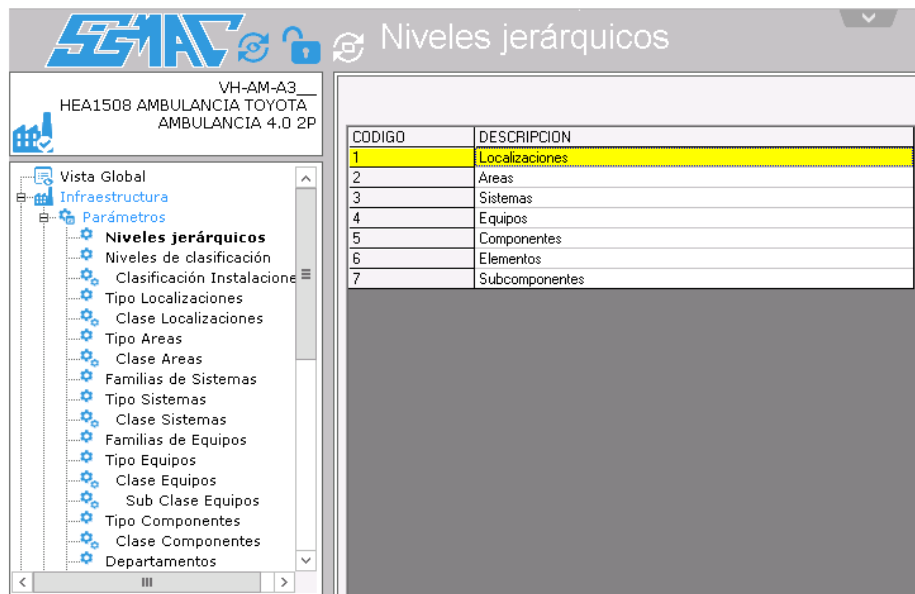 SGMAC Niveles jerárquicos
VH-AM-A3__
HEA1508 AMBULANCIA TOYOTA
AMBULANCIA 4.0 2P
Vista Global
Infraestructura
Parámetros
Niveles jerárquicos
Niveles de clasificación
Clasificación Instalacione
Tipo Localizaciones
Clase Localizaciones
Tipo Areas
Clase Areas
Familias de Sistemas
Tipo Sistemas
Clase Sistemas
Familias de Equipos
Tipo Equipos
Clase Equipos
Sub Clase Equipos
Tipo Componentes
Clase Componentes
Departamentos
CODIGO DESCRIPCION
1 Localizaciones
2 Areas
3 Sistemas
4 Equipos
5 Componentes
6 Elementos
7 Subcomponentes